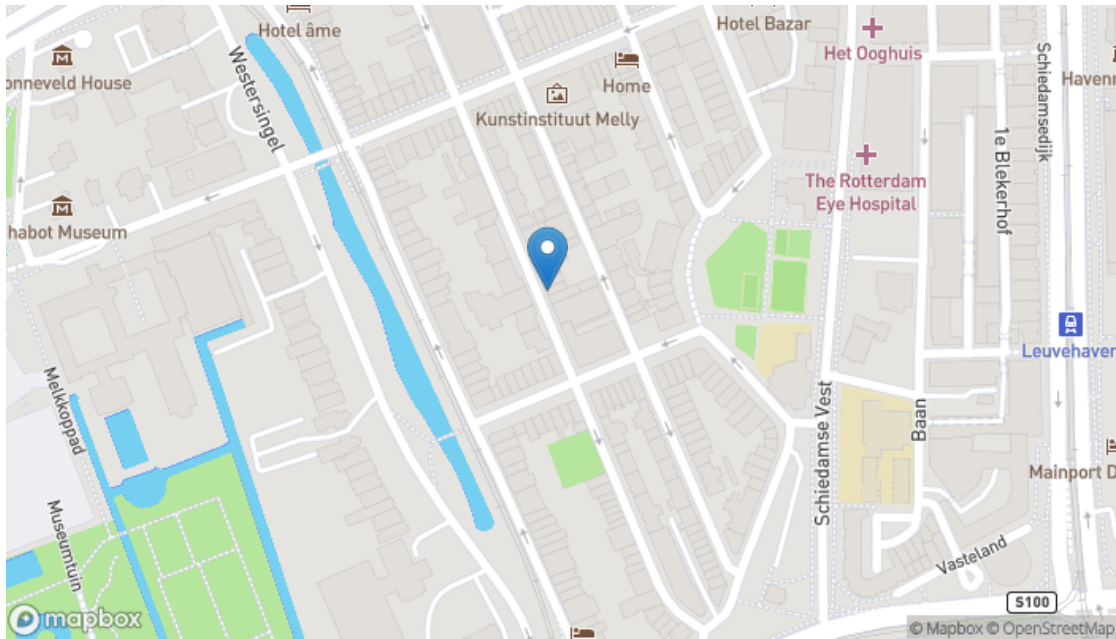 Hotel âme
Hotel Bazar
Het Ooghuis
onneveld House
Home
Havenm
Westersingel
Kunstinstituut Melly
Schiedamsedijk
1e Blekerhof
The Rotterdam
Eye Hospital
habot Museum
Leuvehaven
Melkkoppad
Baan
Schiedamse Vest
Mainport D
Museumtuin
Vasteland
S100
mapbox
© Mapbox © OpenStreetMap